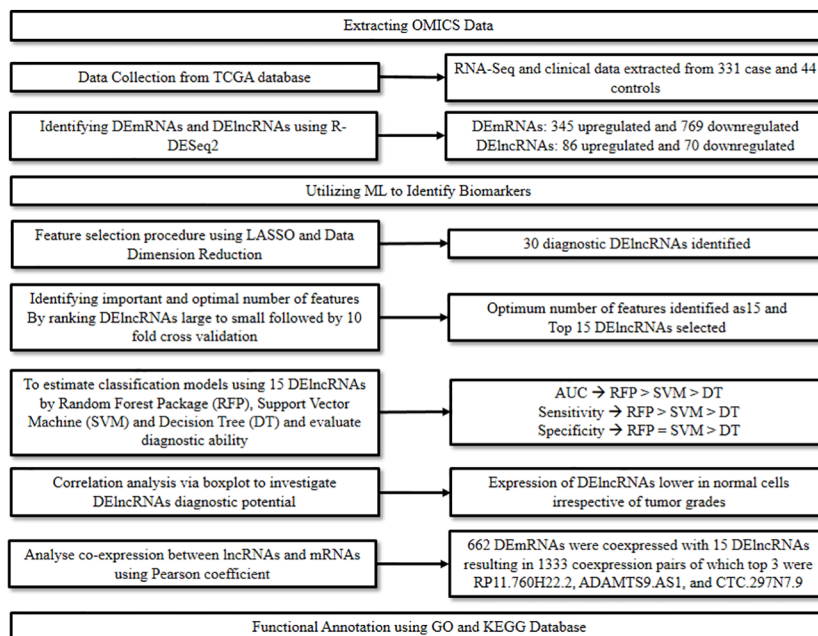 Extracting OMICS Data
Data Collection from TCGA database
RNA-Seq and clinical data extracted from 331 case and 44
controls
Identifying DEmRNAs and DElncRNAs using R-
DESeq2
DEmRNAs: 345 upregulated and 769 downregulated
DElncRNAs: 86 upregulated and 70 downregulated
Utilizing ML to Identify Biomarkers
Feature selection procedure using LASSO and Data
Dimension Reduction
30 diagnostic DElncRNAs identified
Identifying important and optimal number of features
By ranking DElncRNAs large to small followed by 10
fold cross validation
Optimum number of features identified as15 and
Top 15 DElncRNAs selected
To estimate classification models using 15 DElncRNAs
by Random Forest Package (RFP), Support Vector
Machine (SVM) and Decision Tree (DT) and evaluate
diagnostic ability
AUC → RFP > SVM > DT
Sensitivity → RFP > SVM > DT
Specificity → RFP = SVM > DT
Correlation analysis via boxplot to investigate
DElncRNAs diagnostic potential
Expression of DElncRNAs lower in normal cells
irrespective of tumor grades
Analyse co-expression between lncRNAs and mRNAs
using Pearson coefficient
662 DEmRNAs were coexpressed with 15 DElncRNAs
resulting in 1333 coexpression pairs of which top 3 were
RP11.760H22.2, ADAMTS9.AS1, and CTC.297N7.9
Functional Annotation using GO and KEGG Database